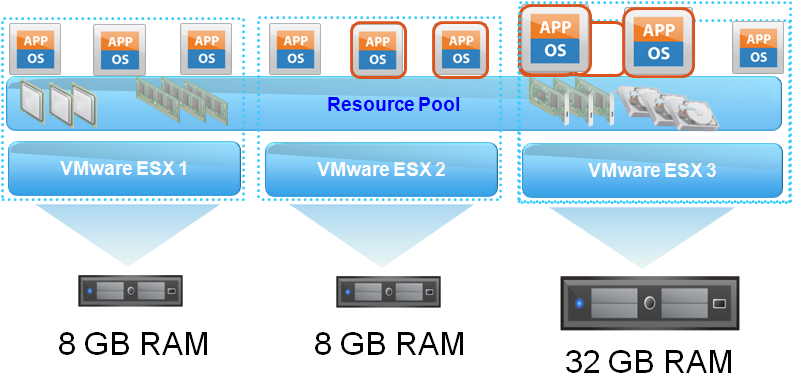 APP
OS
APP
OS
APP
OS
APP
OS
APP
OS
APP
OS
APP
OS
APP
OS
APP
OS
Resource Pool
VMware ESX 1
VMware ESX 2
VMware ESX 3
8 GB RAM
8 GB RAM
32 GB RAM